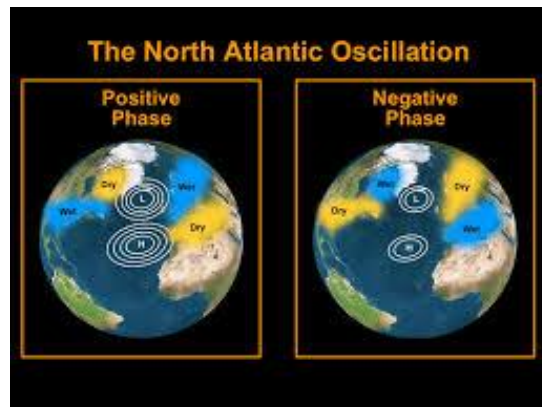 The North Atlantic Oscillation
Positive
Phase
Dry
L
Wet
Wet
Dry
H
Negative
Phase
Wet
L
Dry
Dry
Wet
H